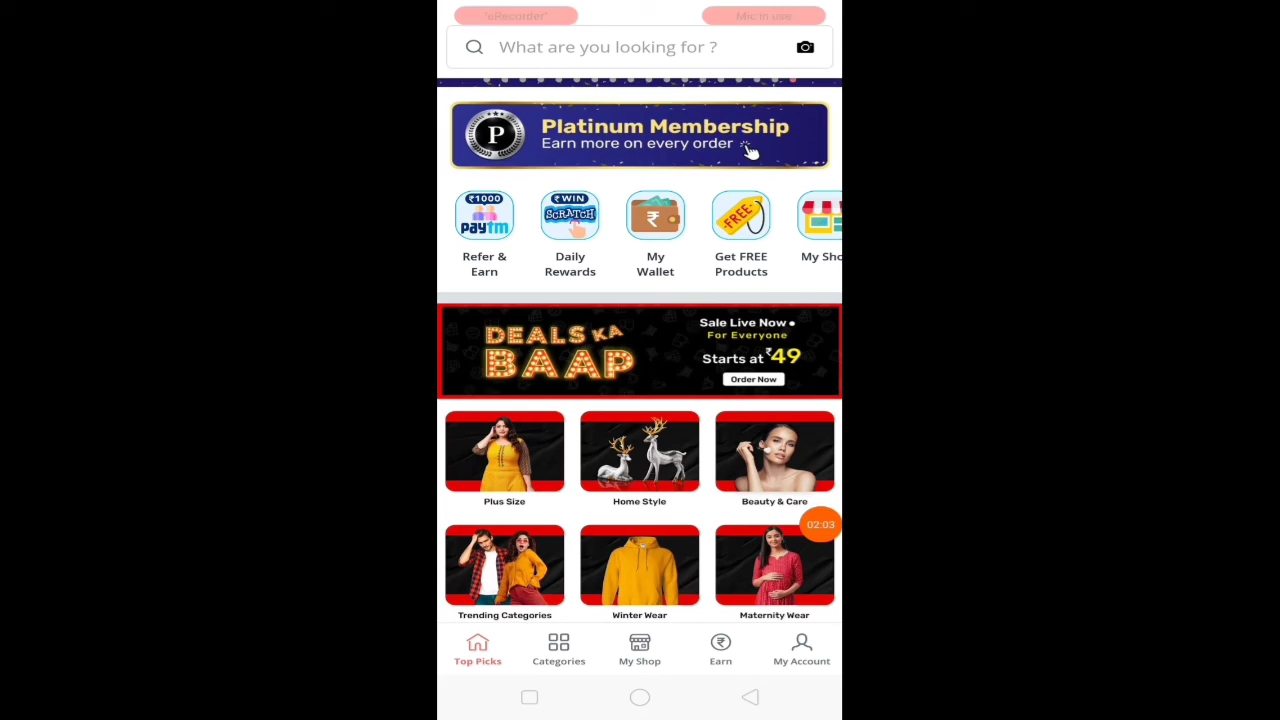 "eRecorder"
Mic in use
What are you looking for ?
P
Platinum Membership
Earn more on every order
₹1000
paytm
₹ WIN
SCRATCH
₹
FREE
Refer &
Earn
Daily
Rewards
My
Wallet
Get FREE
Products
My Sho
DEALS KA
BAAP
Sale Live Now
For Everyone
Starts at ₹49
Order Now
Plus Size
Home Style
Beauty & Care
02:03
Trending Categories
Winter Wear
Maternity Wear
Top Picks
Categories
My Shop
₹
Earn
My Account